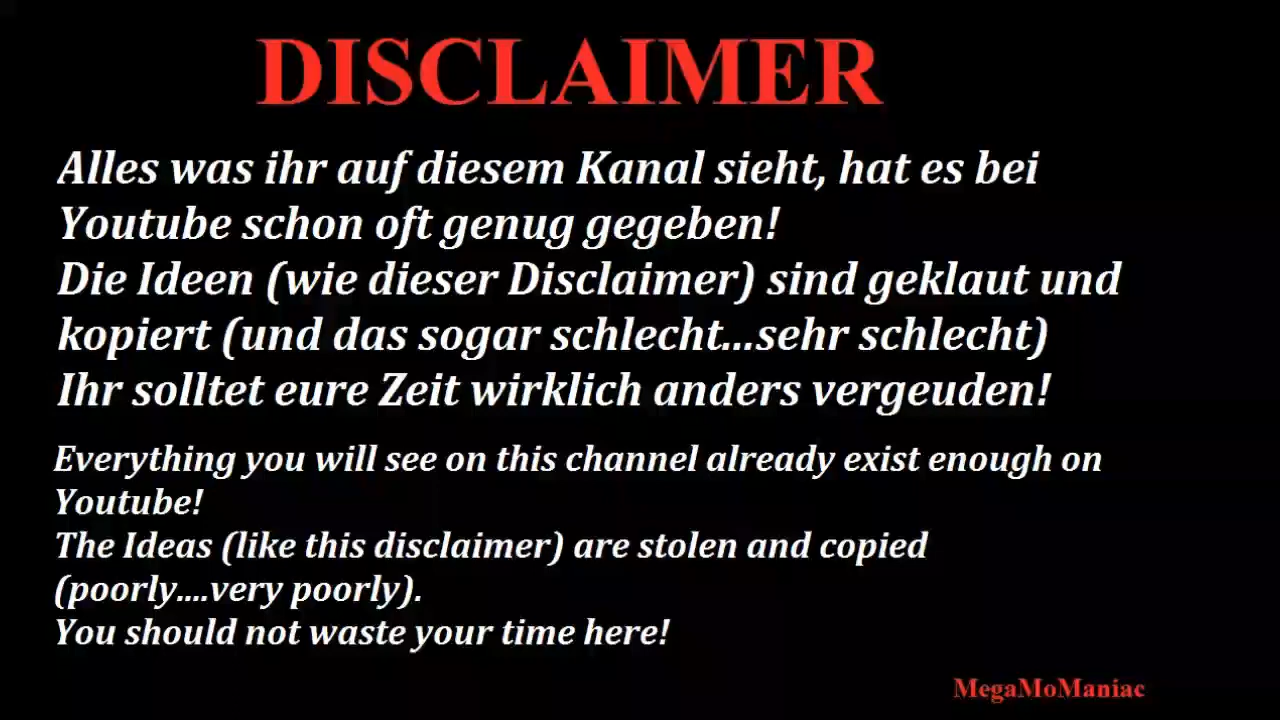 DISCLAIMER
Alles was ihr auf diesem Kanal sieht, hat es bei
Youtube schon oft genug gegeben!
Die Ideen (wie dieser Disclaimer) sind geklaut und
kopiert (und das sogar schlecht...sehr schlecht)
Ihr solltet eure Zeit wirklich anders vergeuden!
Everything you will see on this channel already exist enough on
Youtube!
The Ideas (like this disclaimer) are stolen and copied
(poorly....very poorly).
You should not waste your time here!
MegaMoManiac